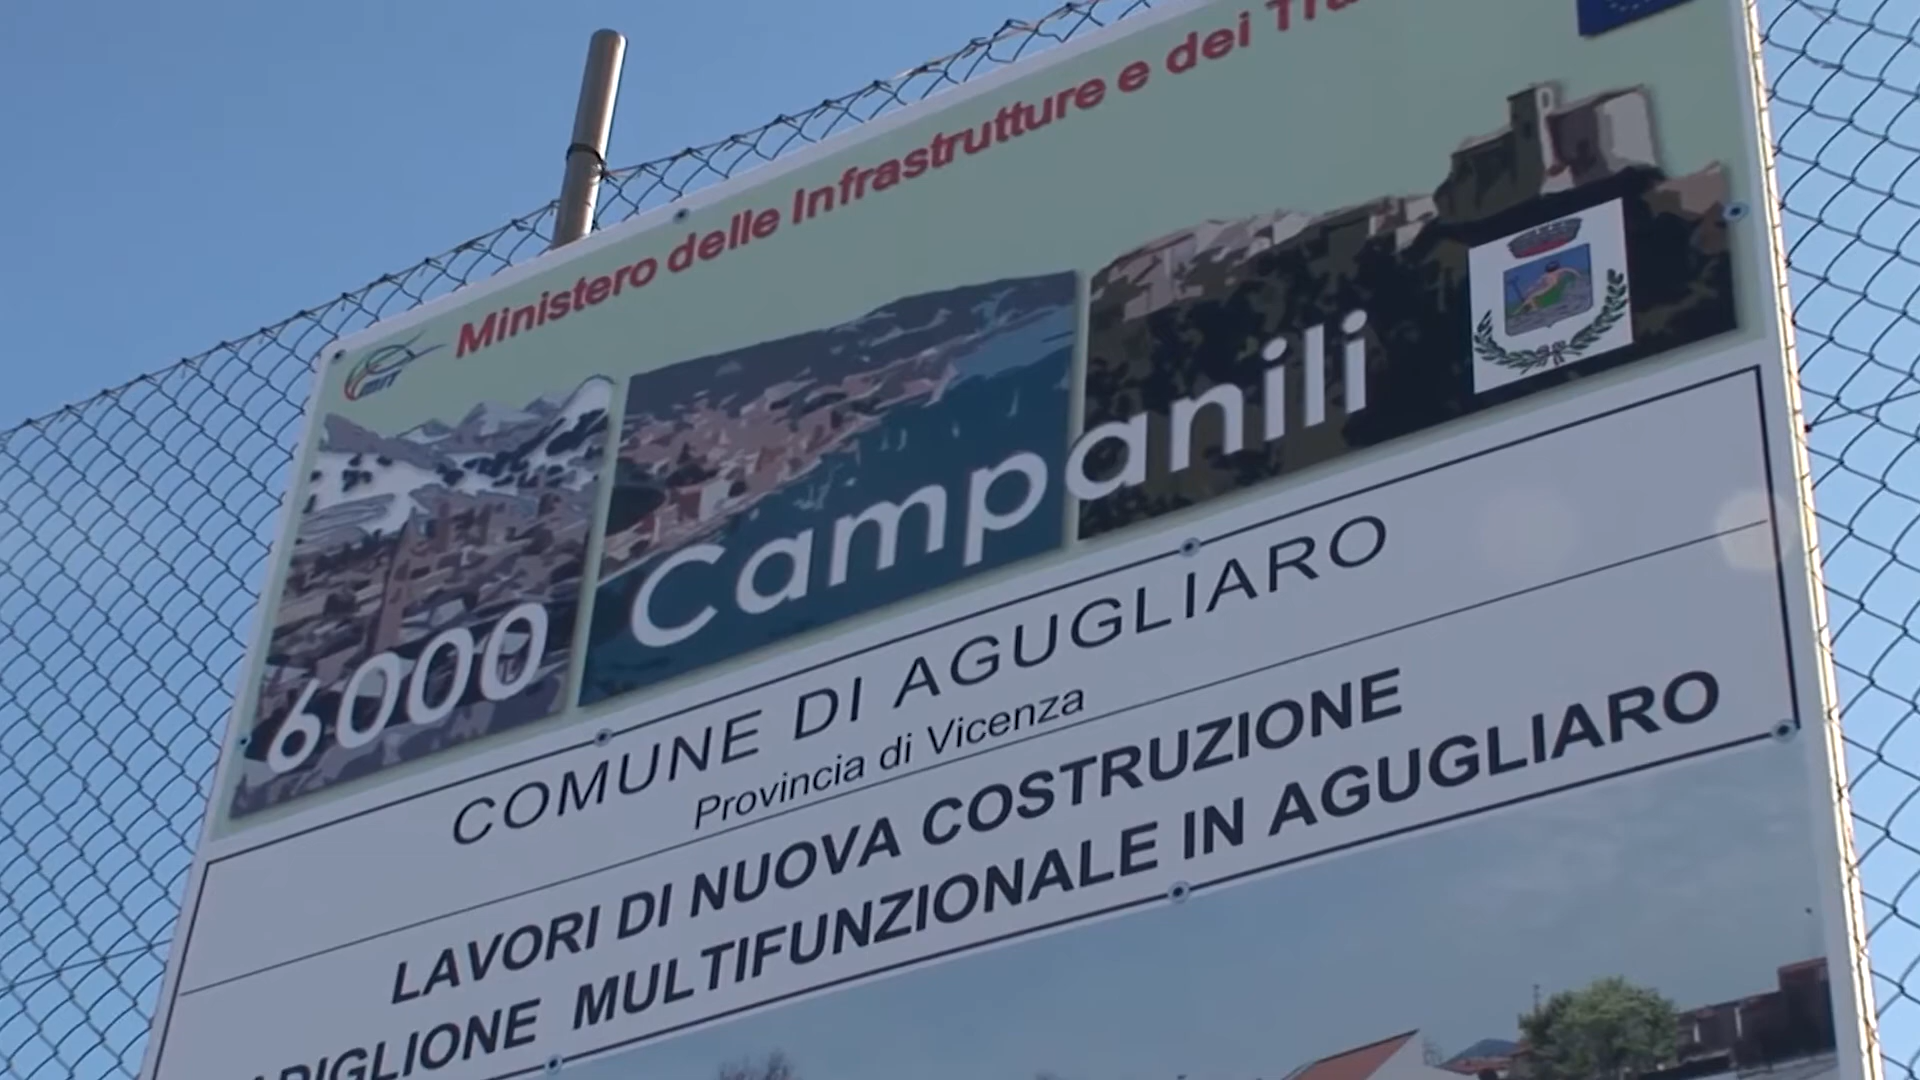 Ministero delle Infrastrutture e dei
MIT
6000 Campanili
COMUNE DI AGUGLIARO
Provincia di Vicenza
LAVORI DI NUOVA COSTRUZIONE
MULTIFUNZIONALE IN AGUGLIARO